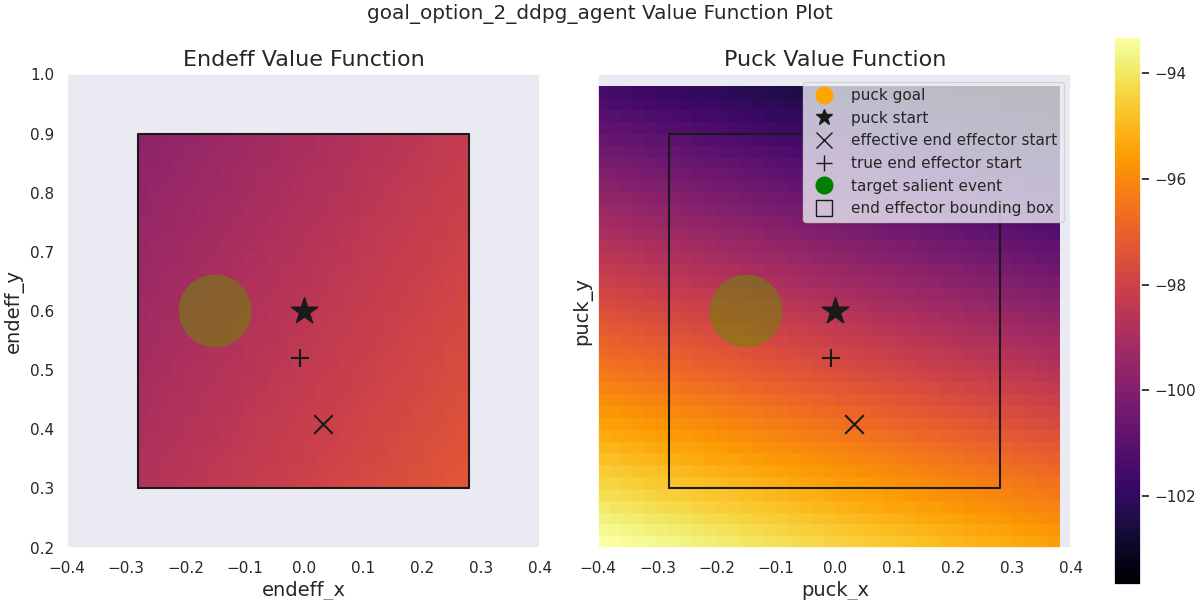 goal_option_2_ddpg_agent Value Function Plot
Endeff Value Function
1.0
0.9
0.8
0.7
0.6
0.5
0.4
0.3
0.2
endeff_y
−0.4 −0.3 −0.2 −0.1 0.0 0.1 0.2 0.3 0.4
endeff_x
Puck Value Function
puck goal
puck start
effective end effector start
true end effector start
target salient event
end effector bounding box
puck_y
−0.4 −0.3 −0.2 −0.1 0.0 0.1 0.2 0.3 0.4
puck_x
−94
−96
−98
−100
−102